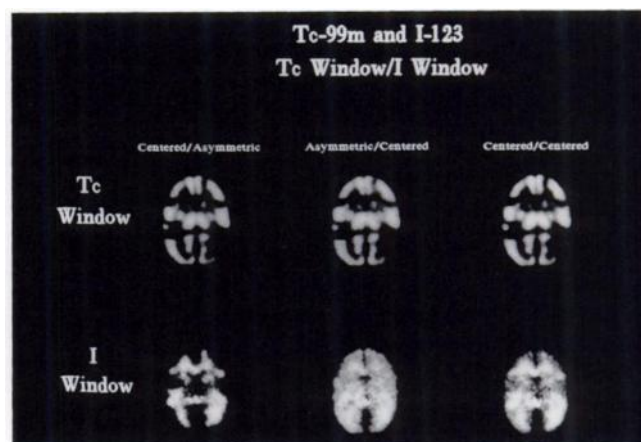 Tc-99m and I-123
Tc Window/I Window
Centered/Asymmetric Asymmetric/Centered Centered/Centered
Tc
Window
I
Window